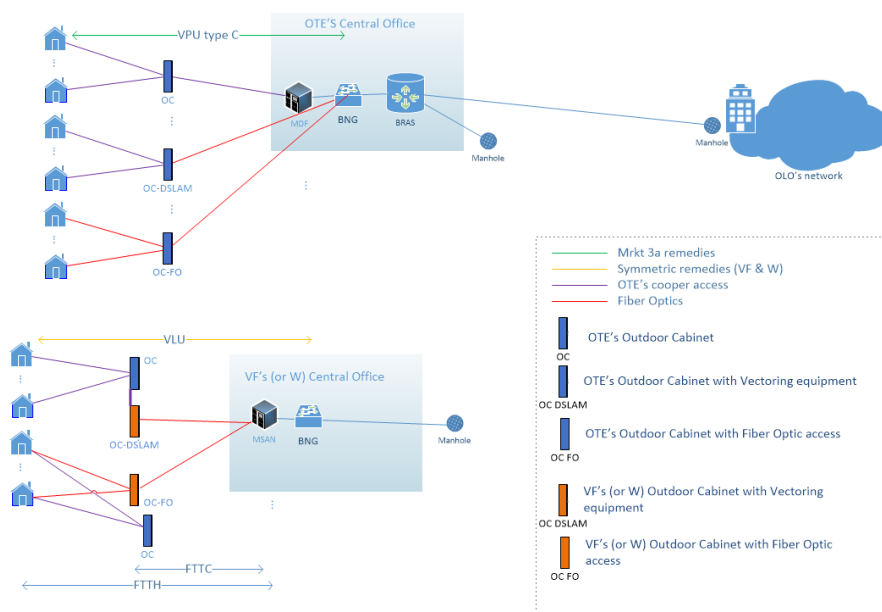 OTE'S Central Office
VPU type C
OC
MDF
BNG
BRAS
Manhole
Manhole
OLO's network
OC-DSLAM
OC-FO
VLU
OC
VF's (or W) Central Office
OC-DSLAM
MSAN
BNG
Manhole
OC-FO
OC
FTTC
FTTH
Mrkt 3a remedies
Symmetric remedies (VF & W)
OTE's cooper access
Fiber Optics
OTE's Outdoor Cabinet
OC
OTE's Outdoor Cabinet with Vectoring equipment
OC DSLAM
OTE's Outdoor Cabinet with Fiber Optic access
OC FO
VF's (or W) Outdoor Cabinet with Vectoring
equipment
OC DSLAM
VF's (or W) Outdoor Cabinet with Fiber Optic
access
OC FO